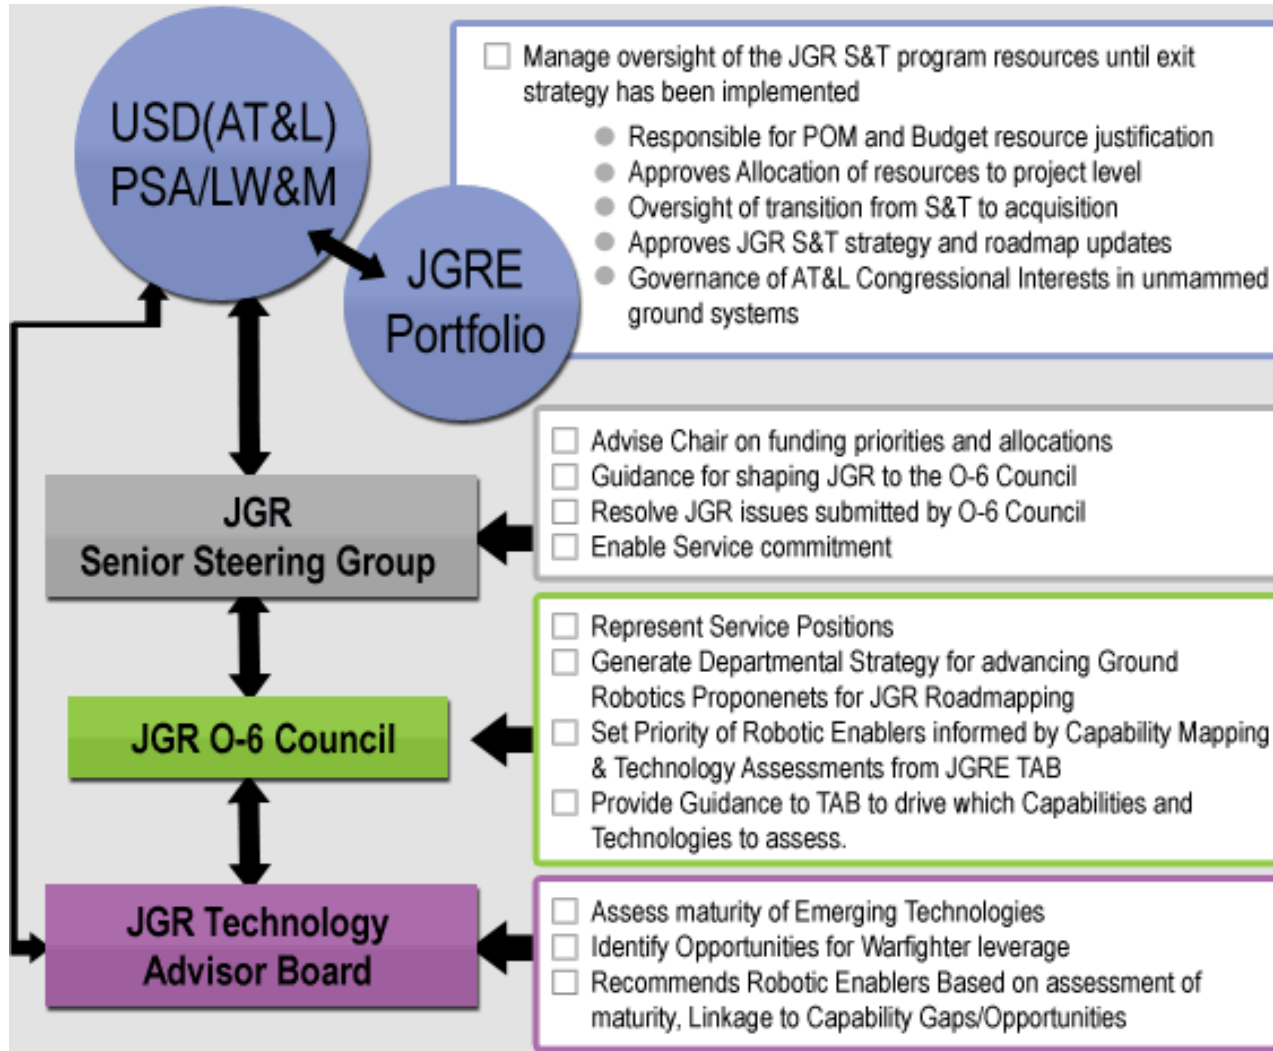 USD(AT&L)
PSA/LW&M
JGRE
Portfolio
Manage oversight of the JGR S&T program resources until exit
strategy has been implemented
Responsible for POM and Budget resource justification
Approves Allocation of resources to project level
Oversight of transition from S&T to acquisition
Approves JGR S&T strategy and roadmap updates
Governance of AT&L Congressional Interests in unmammed
ground systems
JGR
Senior Steering Group
Advise Chair on funding priorities and allocations
Guidance for shaping JGR to the O-6 Council
Resolve JGR issues submitted by O-6 Council
Enable Service commitment
JGR O-6 Council
Represent Service Positions
Generate Departmental Strategy for advancing Ground
Robotics Proponenets for JGR Roadmapping
Set Priority of Robotic Enablers informed by Capability Mapping
& Technology Assessments from JGRE TAB
Provide Guidance to TAB to drive which Capabilities and
Technologies to assess.
JGR Technology
Advisor Board
Assess maturity of Emerging Technologies
Identify Opportunities for Warfighter leverage
Recommends Robotic Enablers Based on assessment of
maturity, Linkage to Capability Gaps/Opportunities